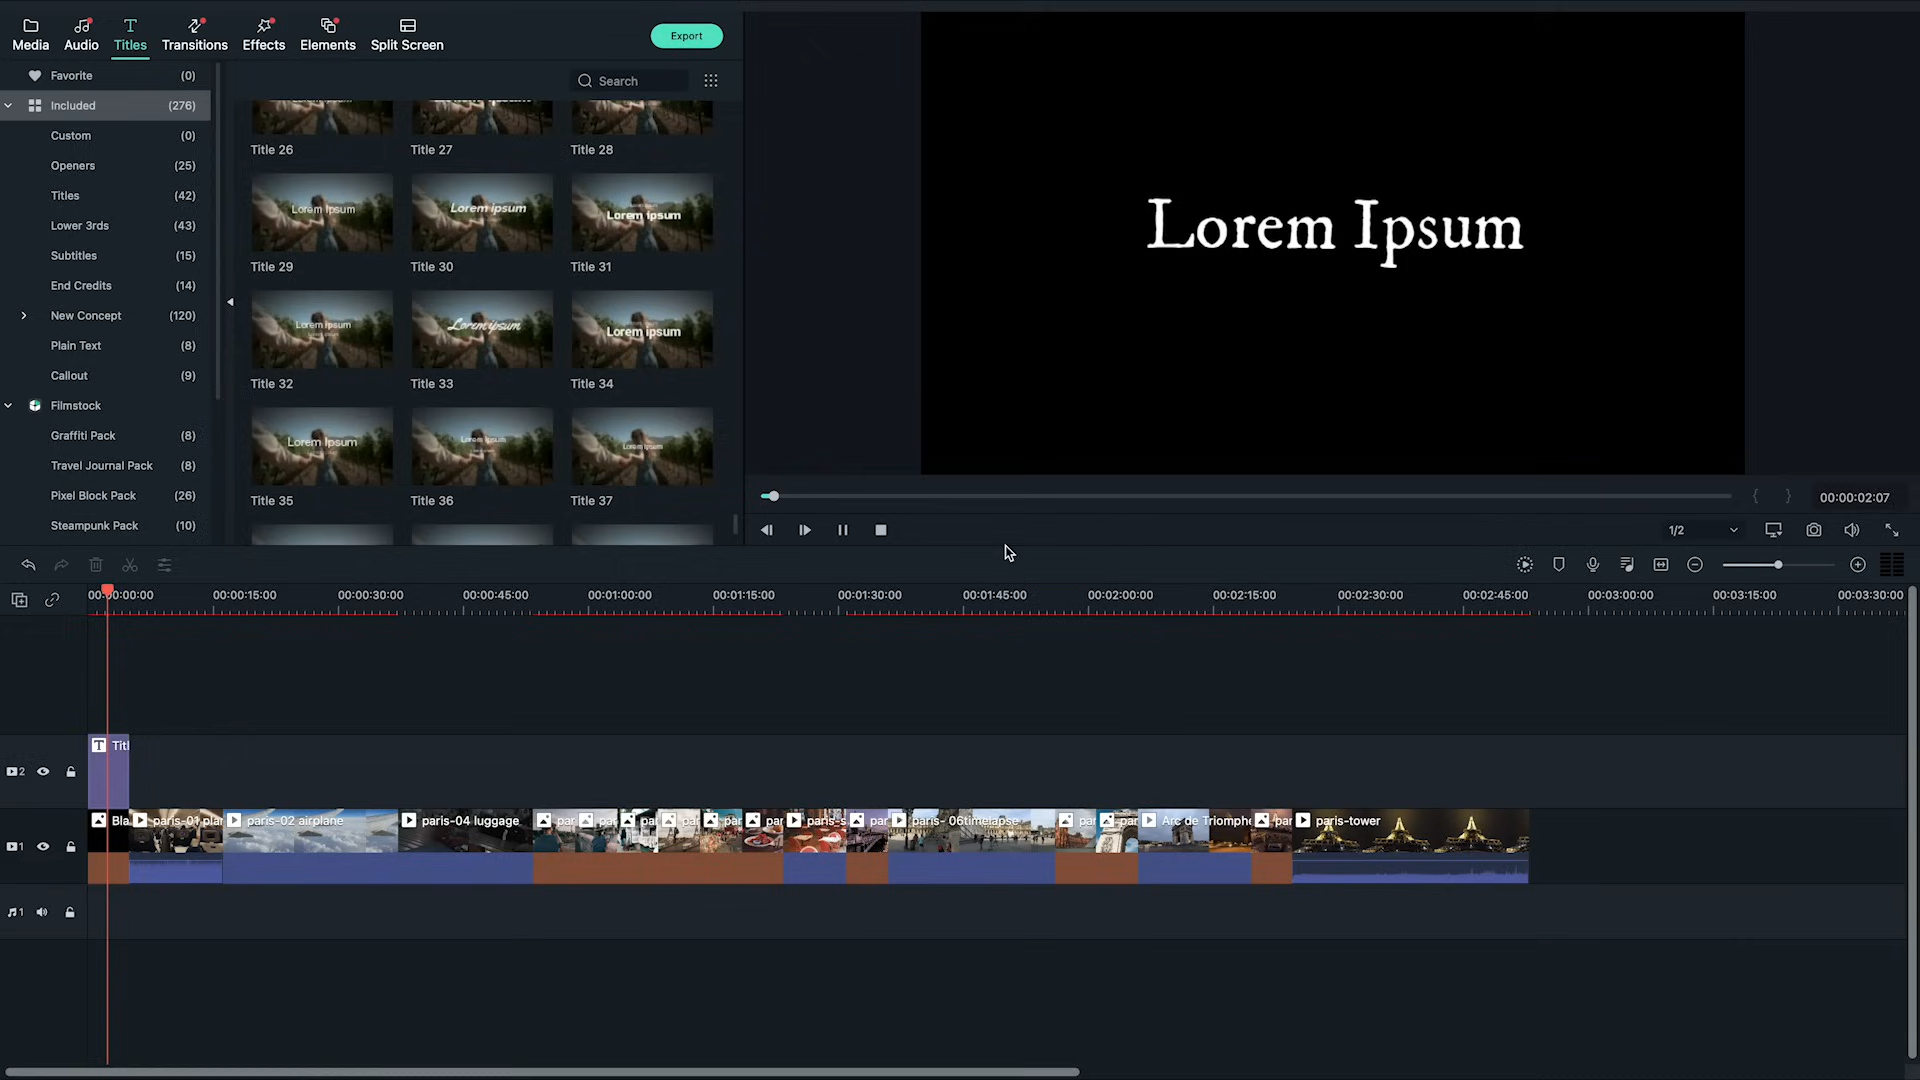 Media
Audio
Titles
Transitions
Effects
Elements
Split Screen
Export
Favorite (0)
Included (276)
Custom (0)
Openers (25)
Titles (42)
Lower 3rds (43)
Subtitles (15)
End Credits (14)
New Concept (120)
Plain Text (8)
Callout (9)
Filmstock
Graffiti Pack (8)
Travel Journal Pack (8)
Pixel Block Pack (26)
Steampunk Pack (10)
Search
Title 26
Title 27
Title 28
Lorem Ipsum
Lorem ipsum
Lorem ipsum
Title 29
Title 30
Title 31
Lorem ipsum
Lorem ipsum
Lorem ipsum
Title 32
Title 33
Title 34
Lorem Ipsum
Lorem Ipsum
Lorem Ipsum
Title 35
Title 36
Title 37
Lorem Ipsum
00:00:02:07
1/2
00:00:00:00
00:00:15:00
00:00:30:00
00:00:45:00
00:01:00:00
00:01:15:00
00:01:30:00
00:01:45:00
00:02:00:00
00:02:15:00
00:02:30:00
00:02:45:00
00:03:00:00
00:03:15:00
00:03:30:00
2
T Titl
1
Bla
paris-01 plar
paris-02 airplane
paris-04 luggage
par
par
par
par
par
par
paris-s
par
paris- 06timelapse
par
par
Arc de Triomphe
par
paris-tower
1